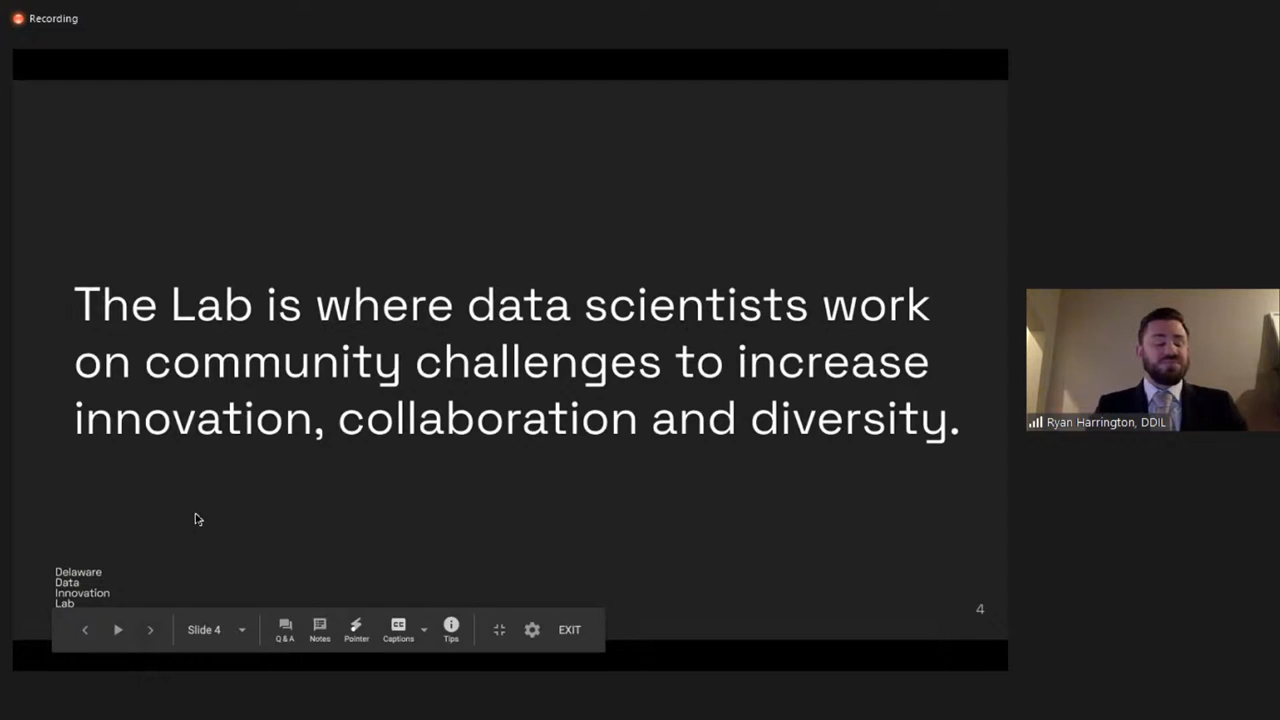 Recording
The Lab is where data scientists work
on community challenges to increase
innovation, collaboration and diversity.
Ryan Harrington, DDIL
Delaware
Data
Innovation
Lab
4
Slide 4
Q & A
Notes
Pointer
CC
Captions
Tips
EXIT